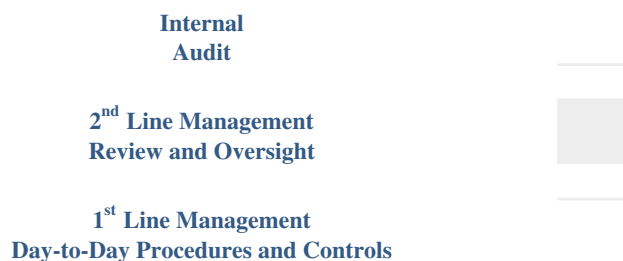 Internal
Audit
2nd Line Management
Review and Oversight
1st Line Management
Day-to-Day Procedures and Controls